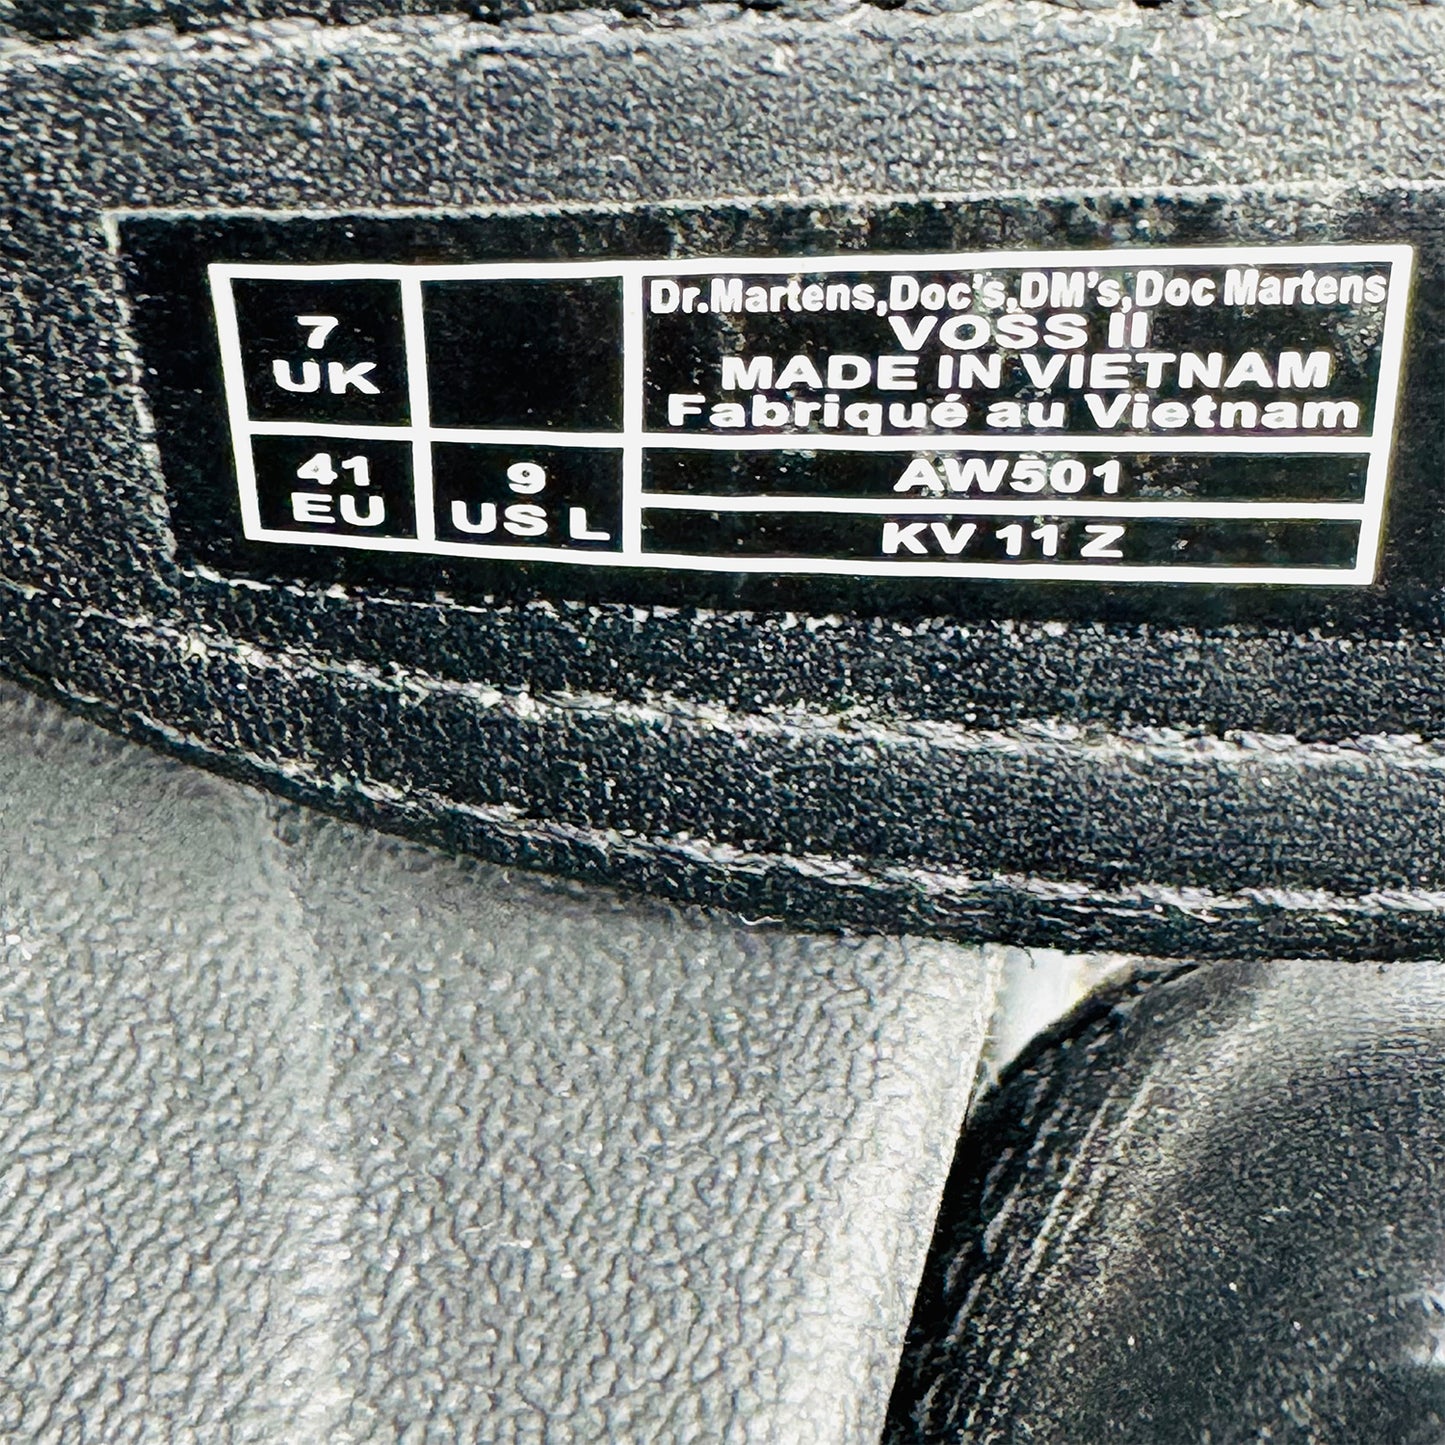 7
UK
41
EU
9
US L
Dr.Martens,Doc's,DM's,Doc Martens
VOSS II
MADE IN VIETNAM
Fabriqué au Vietnam
AW501
KV 11 Z